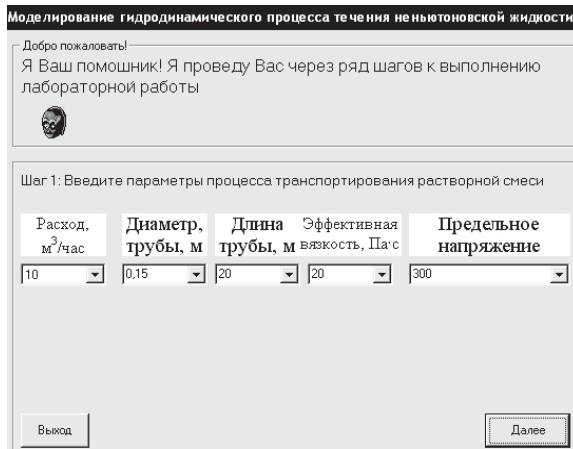 Моделирование гидродинамического процесса течения неньютоновской жидкости
Добро пожаловать!
Я Ваш помошник! Я проведу Вас через ряд шагов к выполнению
лабораторной работы
Шаг 1: Введите параметры процесса транспортирования растворной смеси
Расход, м³/час
Диаметр, трубы, м
Длина трубы, м
Эффективная вязкость, Па·с
Предельное напряжение
10 0,15 20 20 300
Выход Далее